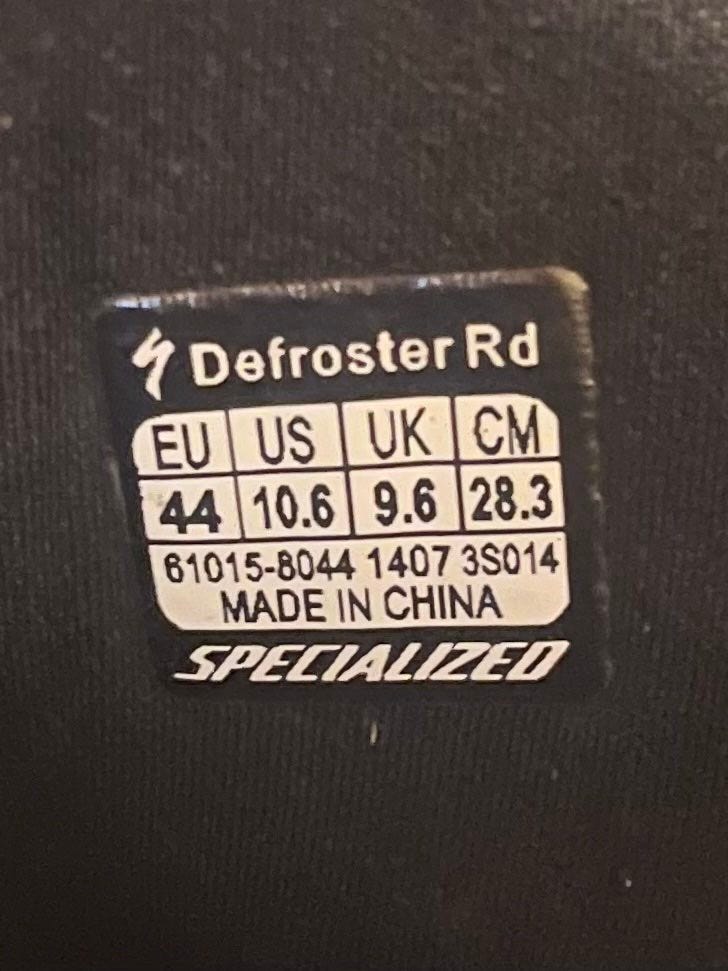 Defroster Rd
EU US UK CM
44 10.6 9.6 28.3
61015-8044 1407 3S014
MADE IN CHINA
SPECIALIZED